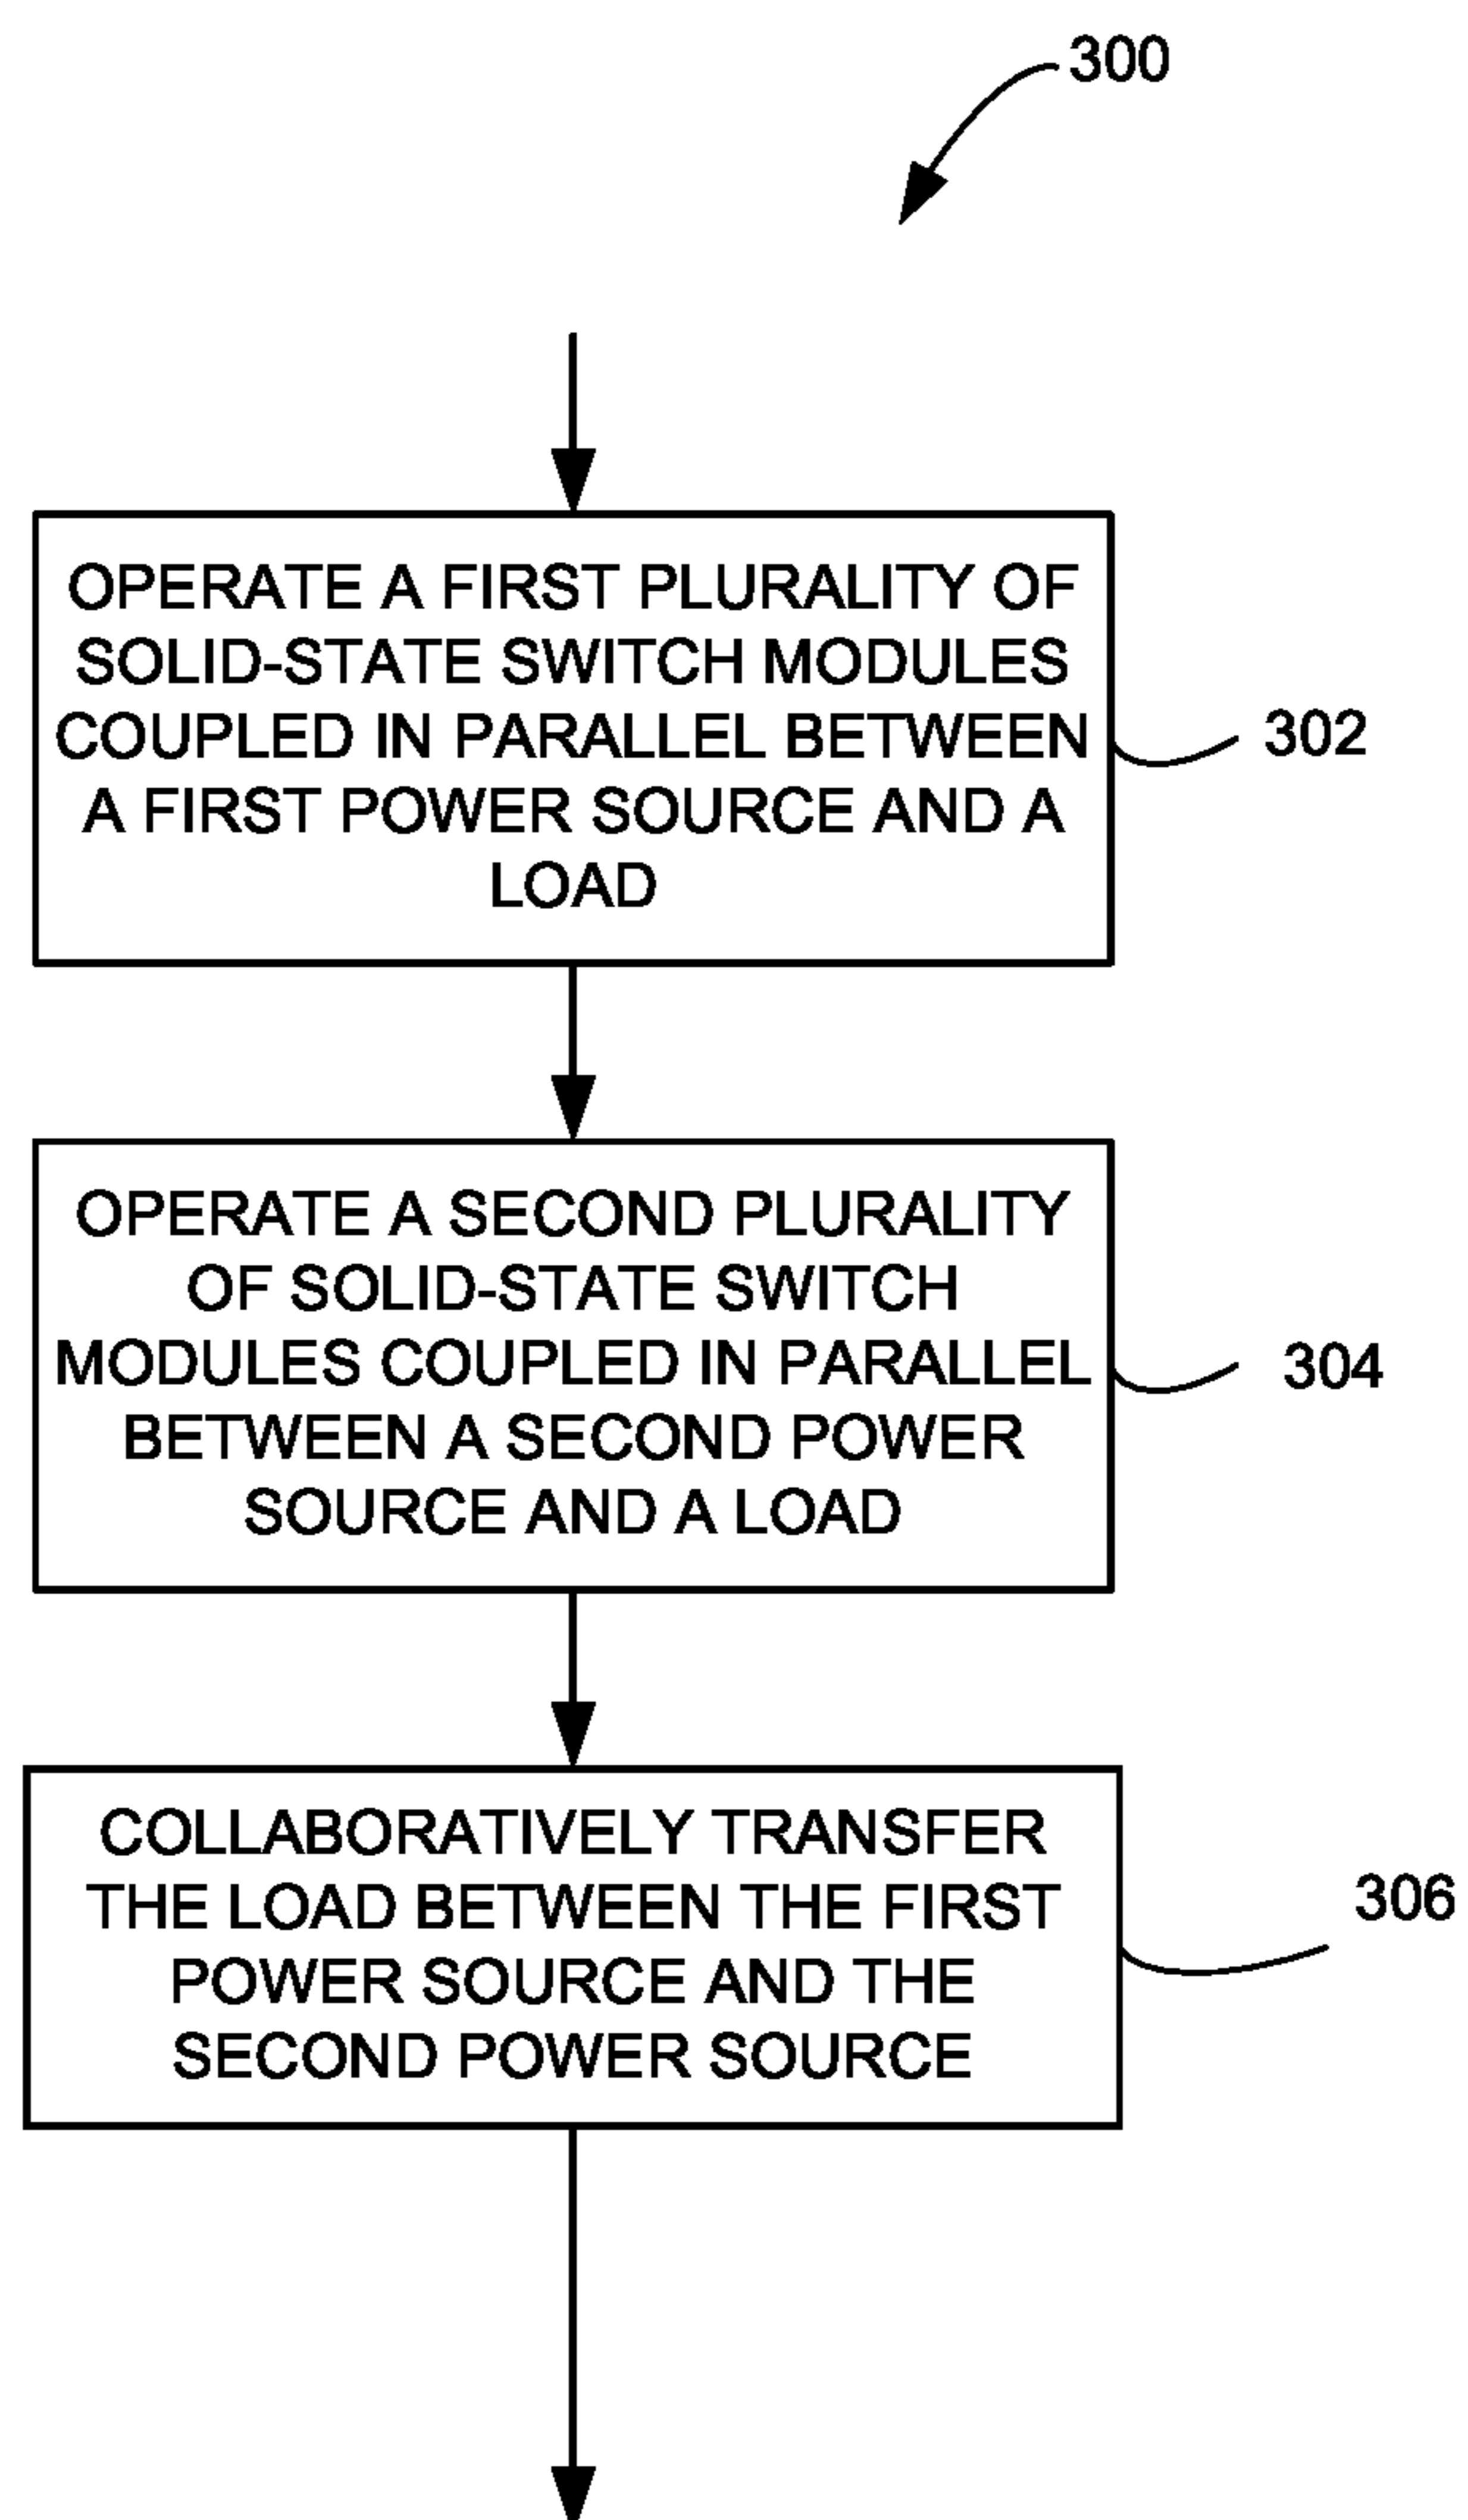 300
OPERATE A FIRST PLURALITY OF
SOLID-STATE SWITCH MODULES
COUPLED IN PARALLEL BETWEEN
A FIRST POWER SOURCE AND A
LOAD
302
OPERATE A SECOND PLURALITY
OF SOLID-STATE SWITCH
MODULES COUPLED IN PARALLEL
BETWEEN A SECOND POWER
SOURCE AND A LOAD
304
COLLABORATIVELY TRANSFER
THE LOAD BETWEEN THE FIRST
POWER SOURCE AND THE
SECOND POWER SOURCE
306